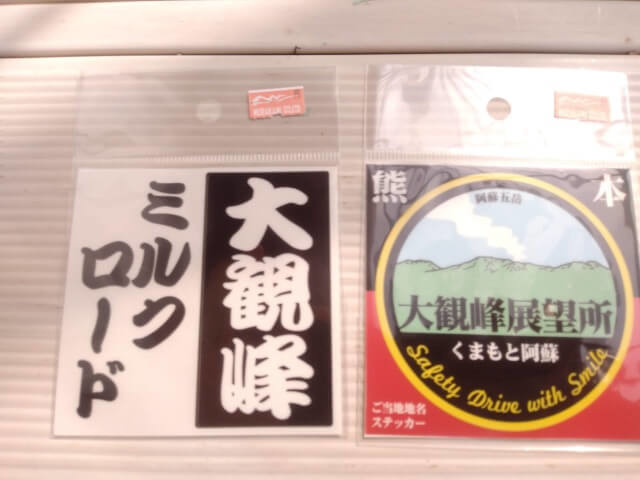 大観峰
ミルク
ロード
熊本
阿蘇五岳
大観峰展望所
くまもと阿蘇
Safety Drive with Smile
ご当地地名
ステッカー